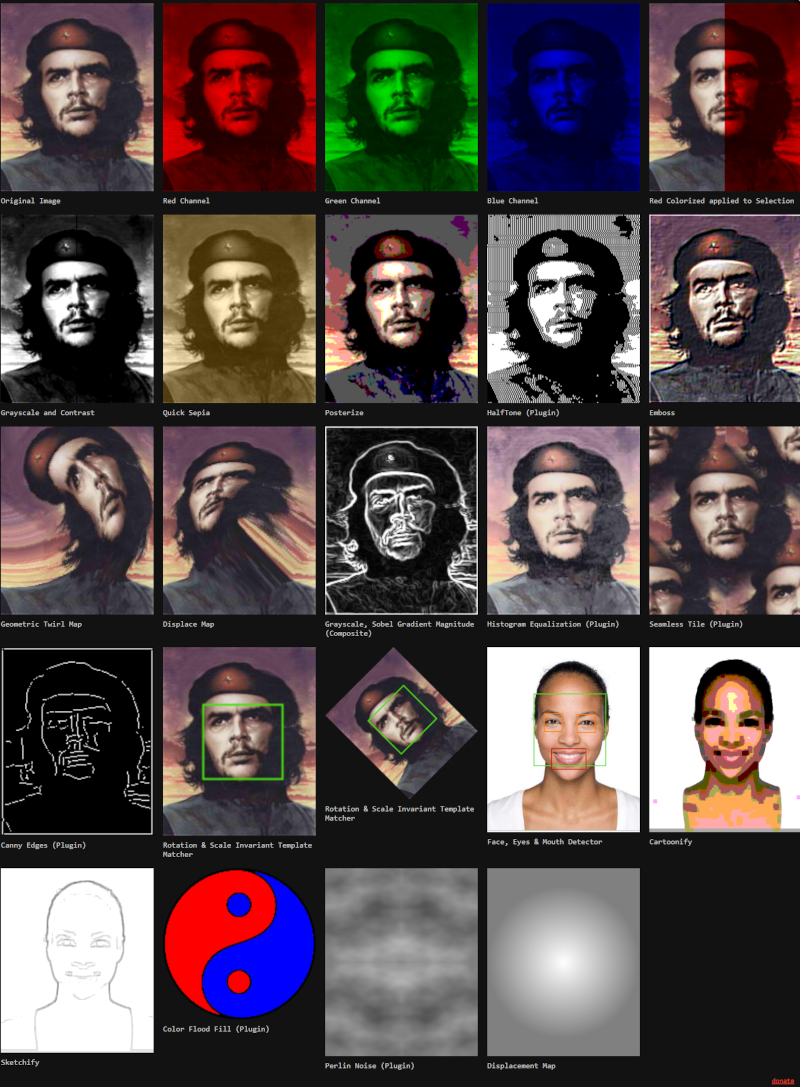 Original Image
Red Channel
Green Channel
Blue Channel
Red Colorized applied to Selection
Grayscale and Contrast
Quick Sepia
Posterize
HalfTone (Plugin)
Emboss
Geometric Twirl Map
Displace Map
Grayscale, Sobel Gradient Magnitude
(Composite)
Histogram Equalization (Plugin)
Seamless Tile (Plugin)
Canny Edges (Plugin)
Rotation & Scale Invariant Template
Matcher
Rotation & Scale Invariant Template
Matcher
Face, Eyes & Mouth Detector
Cartoonify
Sketchify
Color Flood Fill (Plugin)
Perlin Noise (Plugin)
Displacement Map
donate